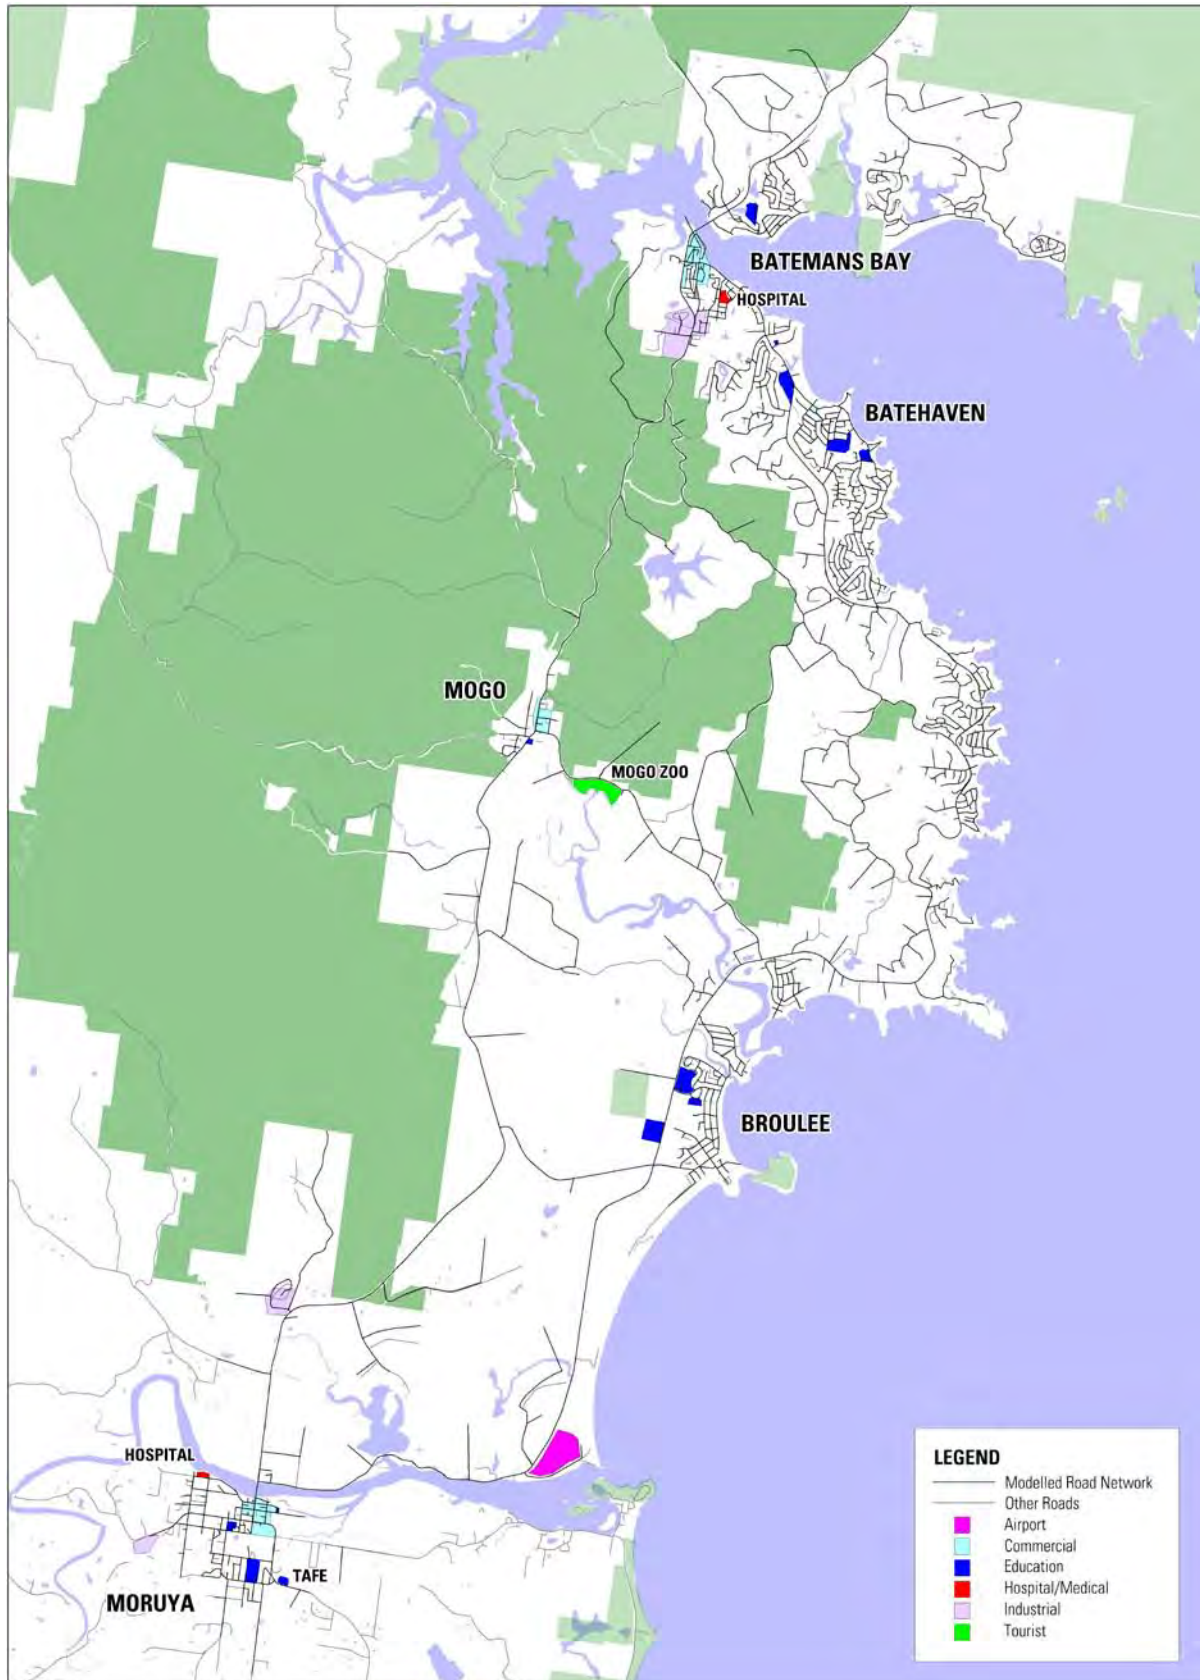 BATEMANS BAY
HOSPITAL
BATEHAVEN
MOGO
MOGO ZOO
BROULEE
HOSPITAL
TAFE
MORUYA
LEGEND
Modelled Road Network
Other Roads
Airport
Commercial
Education
Hospital/Medical
Industrial
Tourist